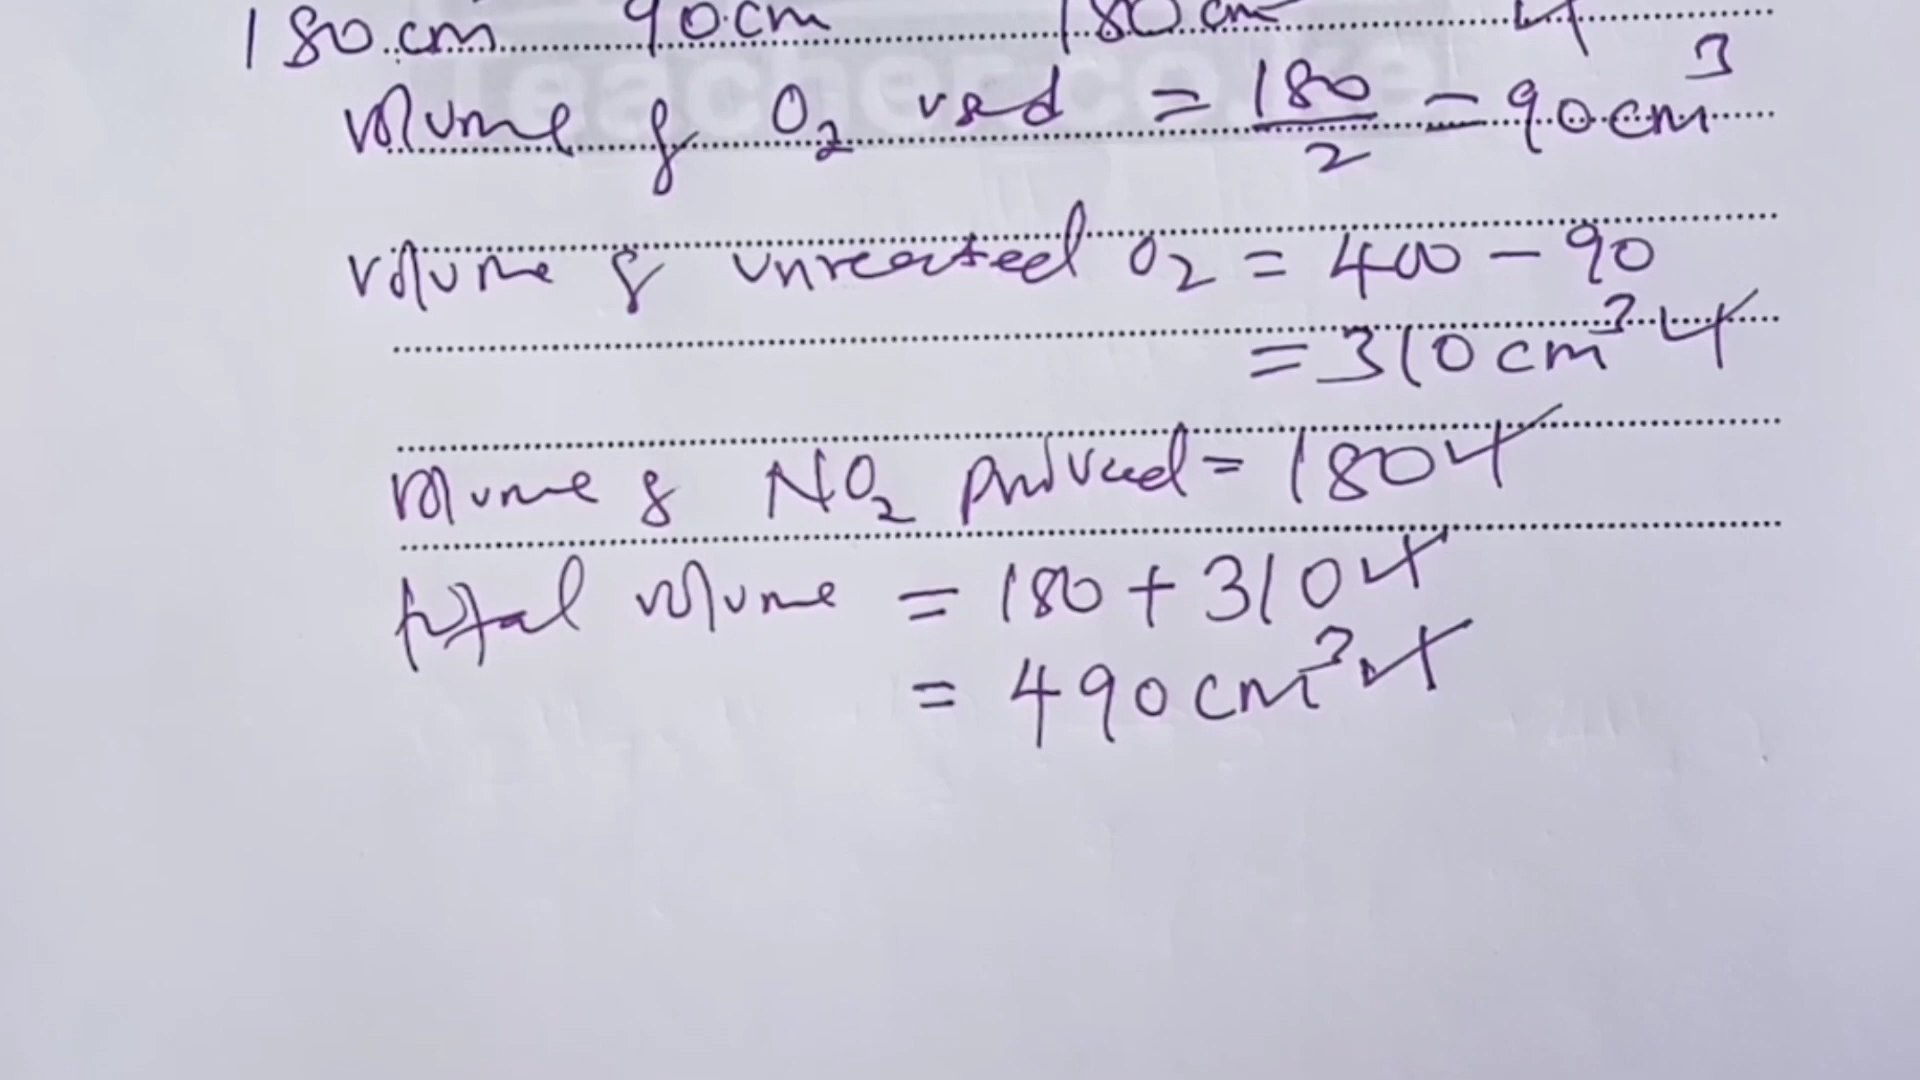 180 cm 90 cm 180 cm
Volume of O₂ used = 180/2 = 90 cm³
Volume of unreacted O₂ = 400 - 90
= 310 cm³
Volume of NO₂ produced = 180
total volume = 180 + 310
= 490 cm³